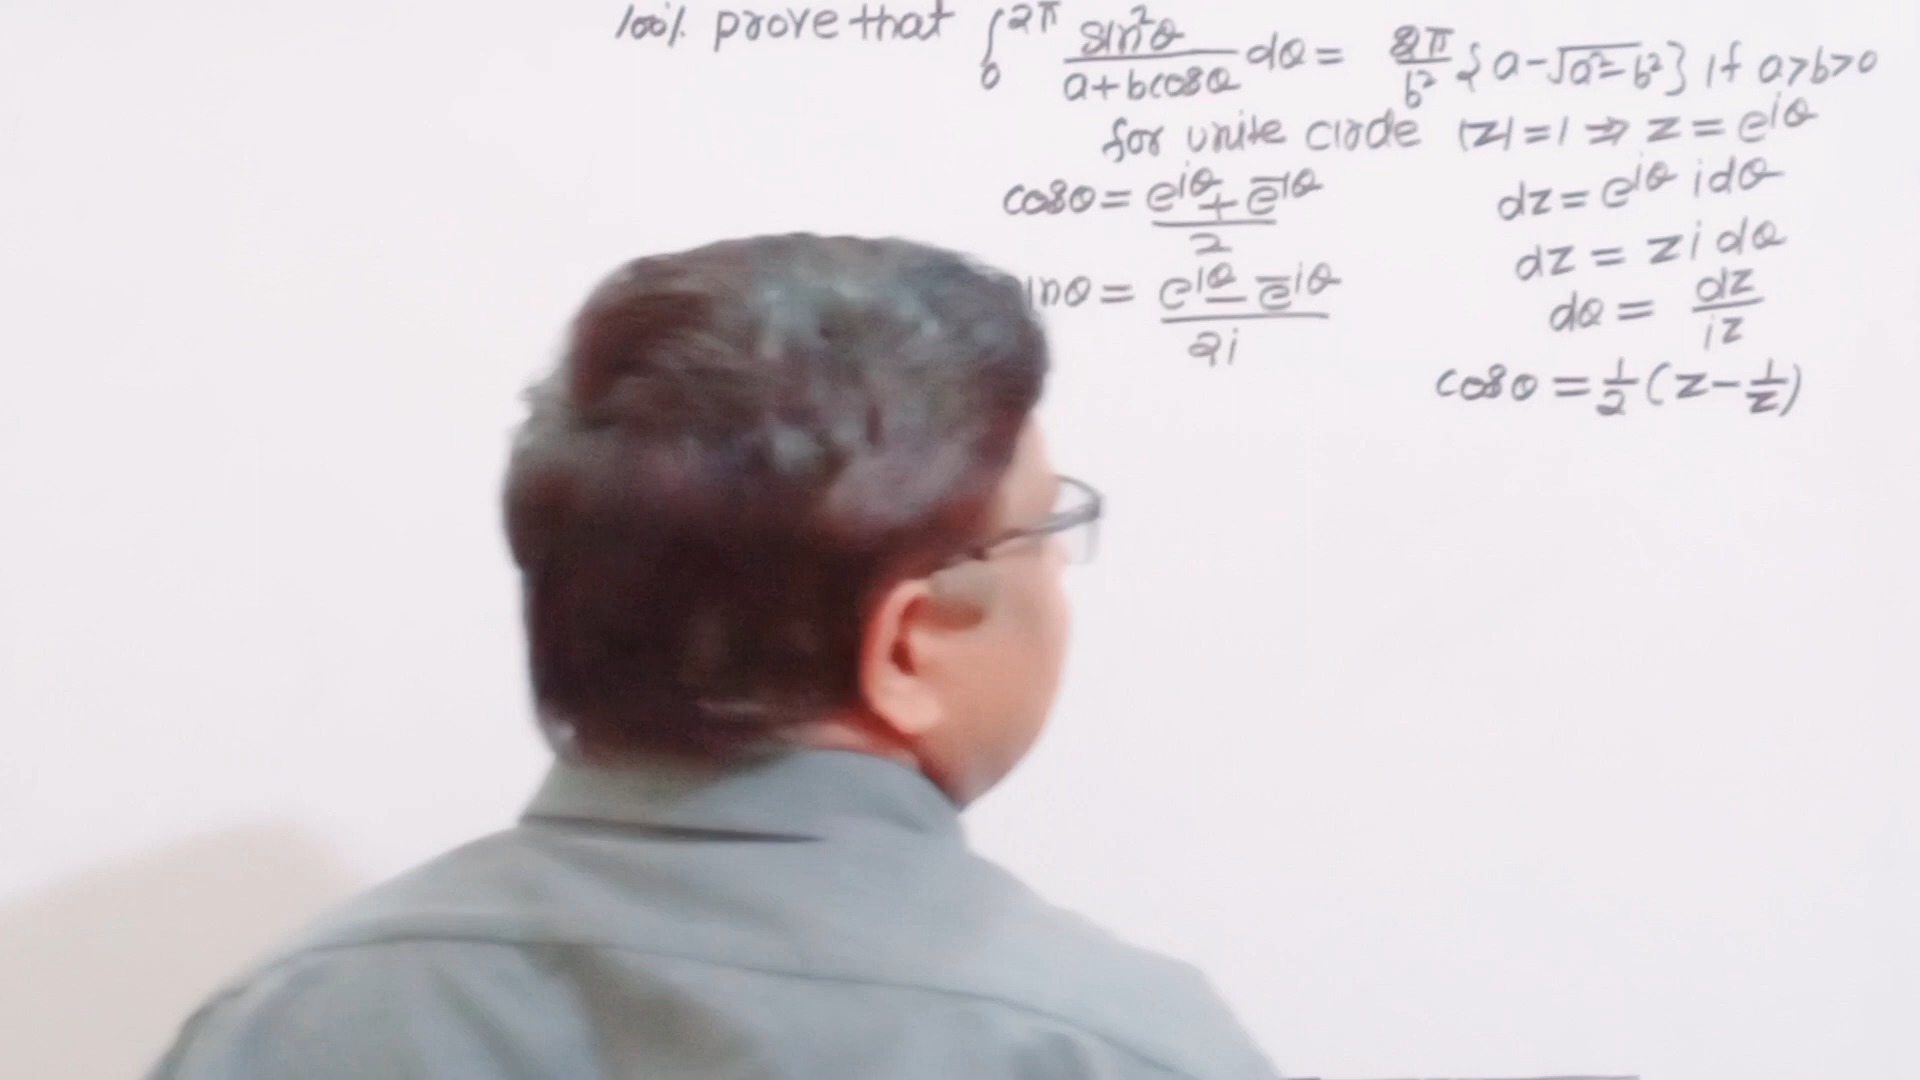 100% prove that ∫₀^2π sin²θ/(a+bcosθ) dθ = 2π/b² {a-√(a²-b²)} if a>b>0
for unite circle |z|=1 ⇒ z = e^iθ
cosθ = (e^iθ + e^-iθ)/2
dz = e^iθ idθ
dz = z i dθ
inθ = (e^iθ - e^-iθ)/2i
dθ = dz/iz
cosθ = 1/2 (z - 1/z)